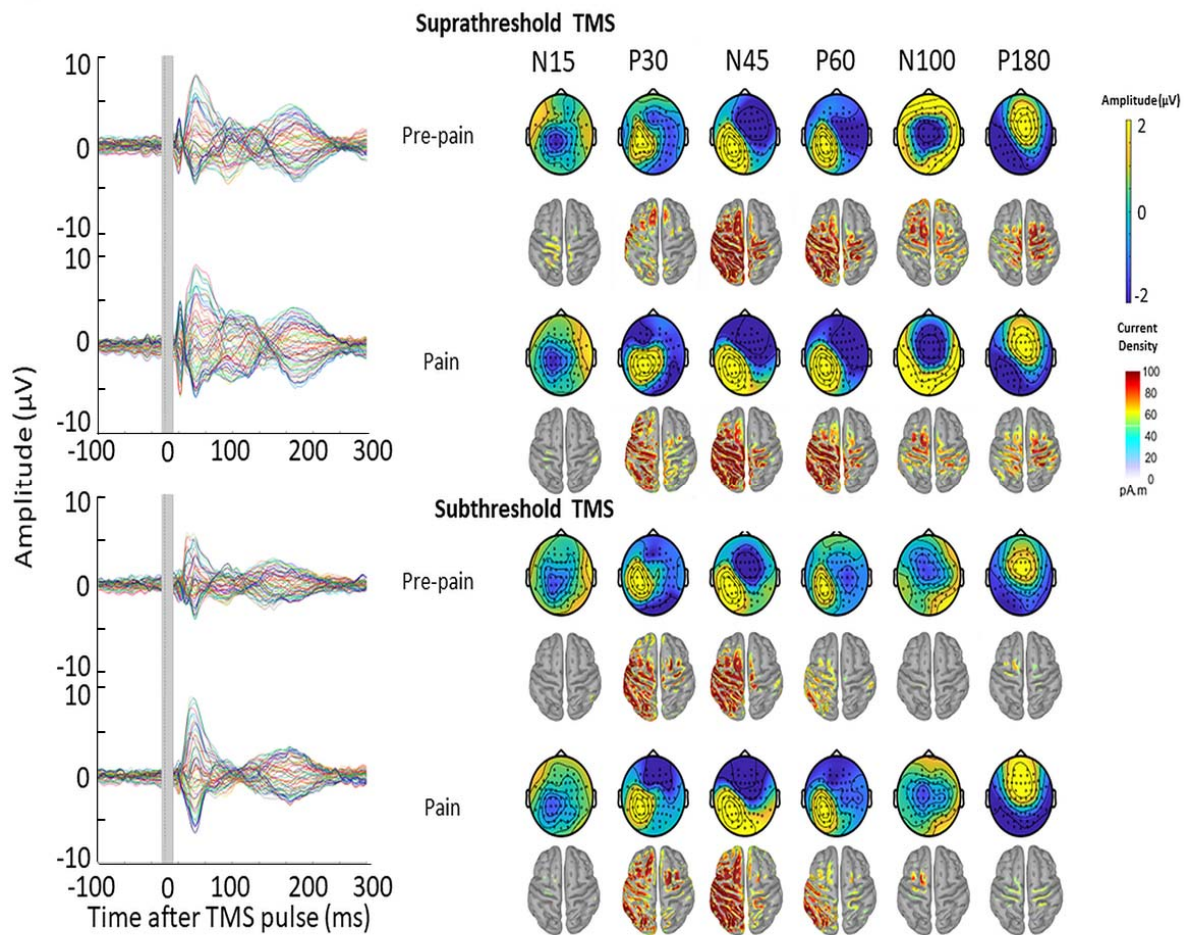 Suprathreshold TMS
N15 P30 N45 P60 N100 P180
Pre-pain
Pain
Subthreshold TMS
Pre-pain
Pain
Amplitude (μV)
10
0
-10
10
0
-10
-100 0 100 200 300
10
0
-10
10
0
-10
-100 0 100 200 300
Time after TMS pulse (ms)
Amplitude(μV)
2
0
-2
Current
Density
100
80
60
40
20
0
pA.m